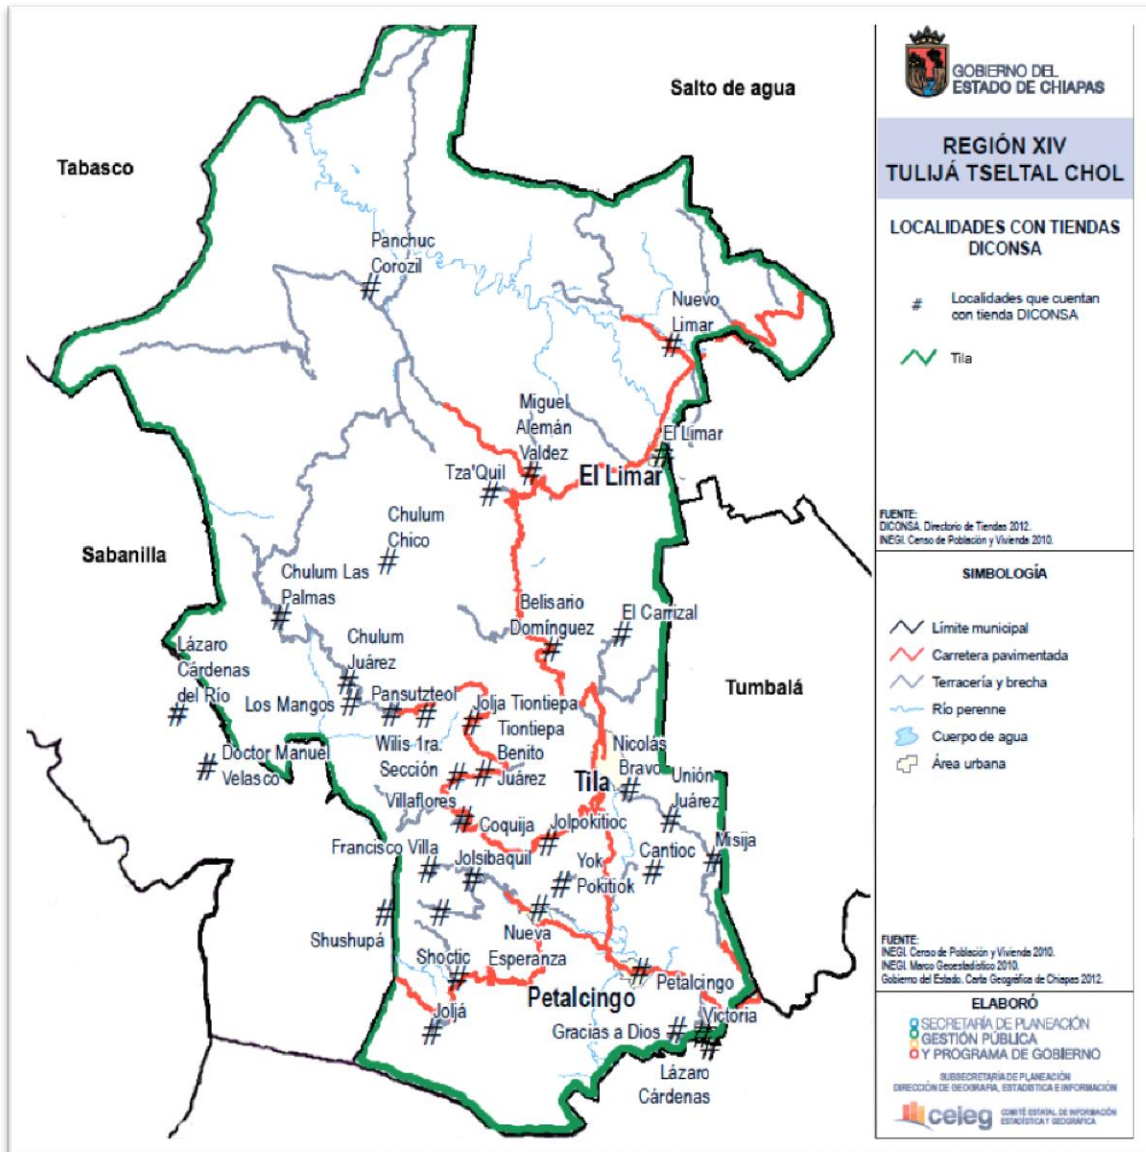 Salto de agua
Tabasco
Panchuc
Corozil
Nuevo
Limar
Miguel
Alemán
Valdez
El Limar
Tza'Quil
El Limar
Chulum
Chico
Sabanilla
Chulum Las
Palmas
Belisario
Domínguez
El Carrizal
Lázaro
Cárdenas
del Río
Chulum
Juárez
Los Mangos
Pansutzteol
Jolja Tiontiepa
Tiontiepa
Tumbalá
Wilis 1ra.
Sección
Benito
Juárez
Nicolás
Bravo
Doctor Manuel
Velasco
Tila
Unión
Juárez
Villaflores
Coquija
Jolpokitioc
Misija
Francisco Villa
Jolsibaquil
Yok
Pokitiok
Cantioc
Shushupá
Nueva
Esperanza
Shoctic
Petalcingo
Petalcingo
Joljá
Gracias a Dios
Victoria
Lázaro
Cárdenas
GOBIERNO DEL
ESTADO DE CHIAPAS
REGIÓN XIV
TULIJÁ TSELTAL CHOL
LOCALIDADES CON TIENDAS
DICONSA
# Localidades que cuentan
con tienda DICONSA
Tila
FUENTE:
DICONSA. Directorio de Tiendas 2012.
INEGI. Censo de Población y Vivienda 2010.
SIMBOLOGÍA
Límite municipal
Carretera pavimentada
Terracería y brecha
Río perenne
Cuerpo de agua
Área urbana
FUENTE:
INEGI. Censo de Población y Vivienda 2010.
INEGI. Marco Geoestadístico 2010.
Gobierno del Estado. Carta Geográfica de Chiapas 2012.
ELABORÓ
SECRETARÍA DE PLANEACIÓN
GESTIÓN PÚBLICA
Y PROGRAMA DE GOBIERNO
SUBSECRETARÍA DE PLANEACIÓN
DIRECCIÓN DE GEOGRAFIA, ESTADISTICA E INFORMACIÓN
ceieg
COMITÉ ESTATAL DE INFORMACIÓN
ESTADÍSTICA Y GEOGRÁFICA